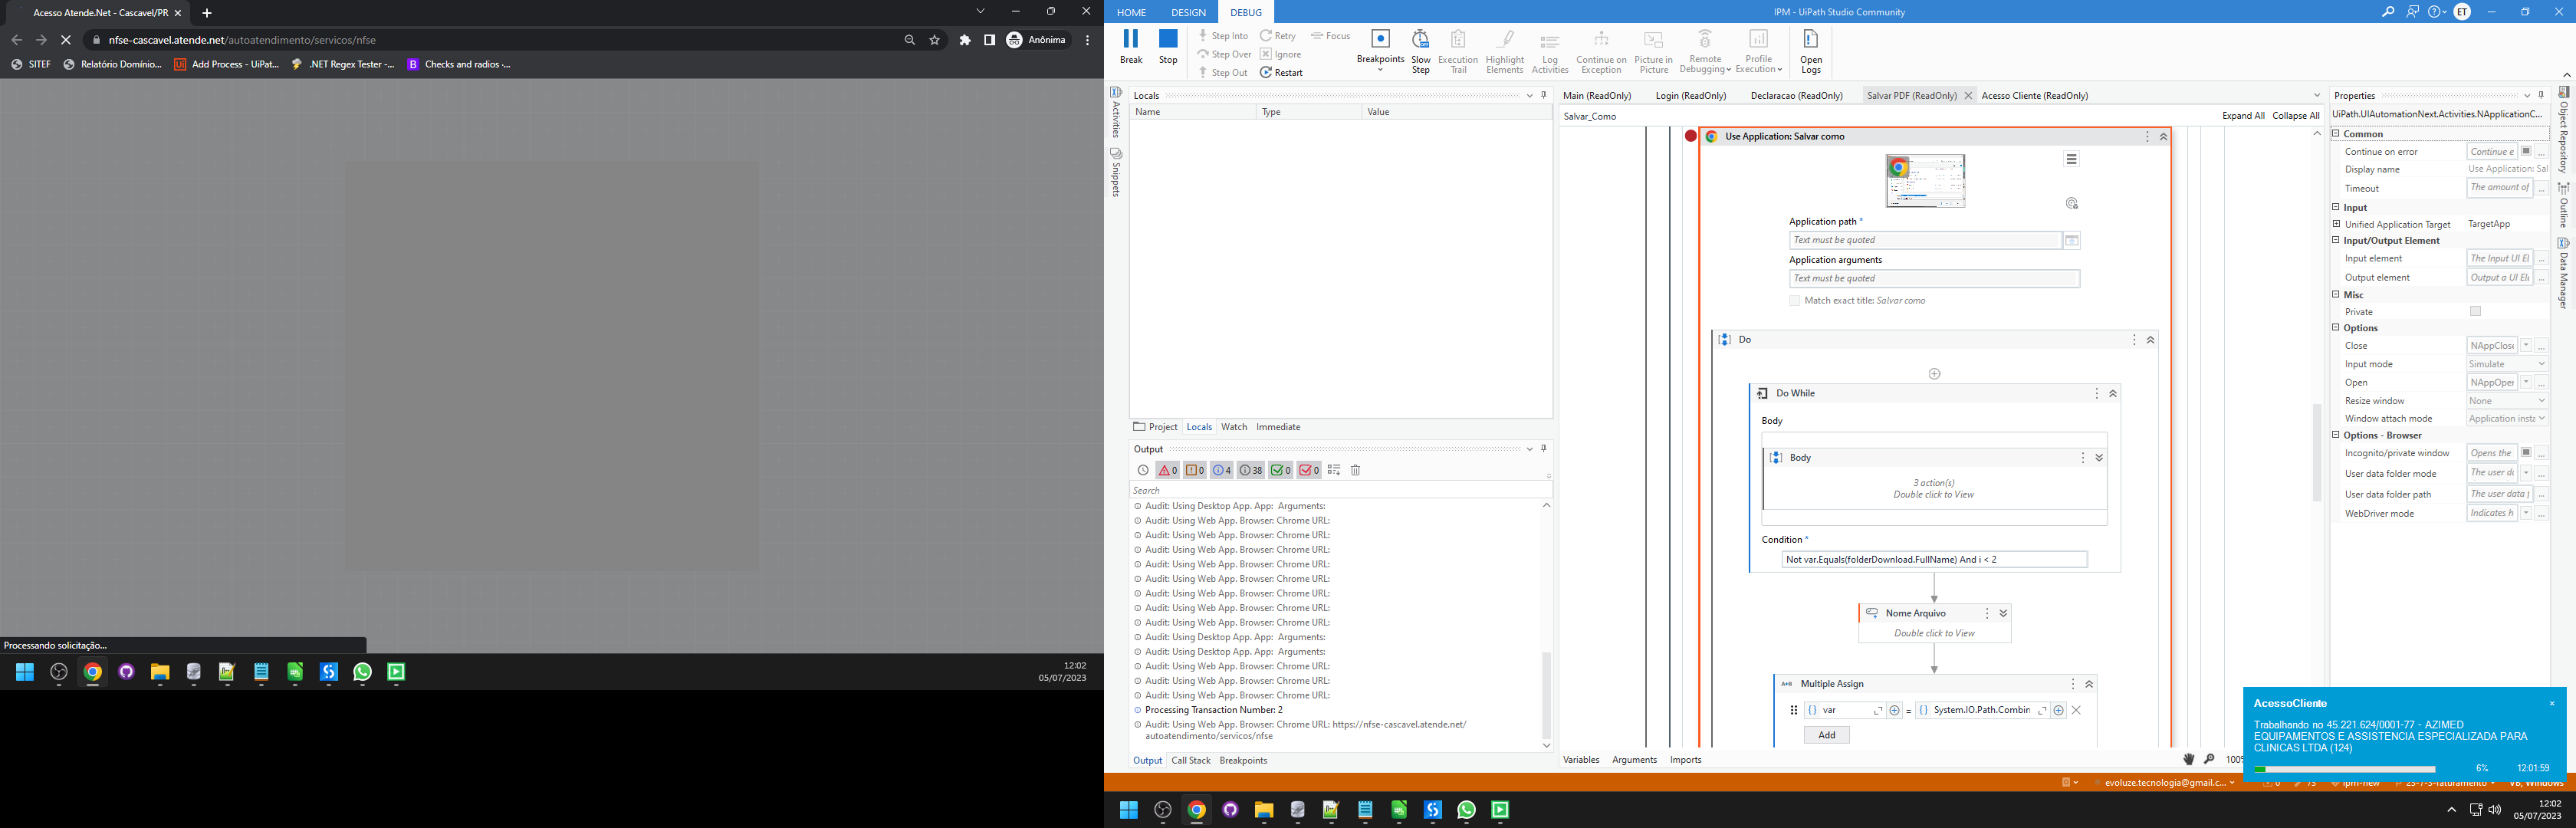 Acesso Atende.Net - Cascavel/PR
nfse-cascavel.atende.net/autoatendimento/servicos/nfse
Anônima
SITEF
Relatório Domínio...
Add Process - UiPat...
.NET Regex Tester -...
Checks and radios ·...
Processando solicitação...
12:02
05/07/2023
HOME DESIGN DEBUG
IPM - UiPath Studio Community
ET
Break
Stop
Step Into
Step Over
Step Out
Retry
Ignore
Restart
Focus
Breakpoints
Slow Step
Execution Trail
Highlight Elements
Log Activities
Continue on Exception
Picture in Picture
Remote Debugging
Profile Execution
Open Logs
Activities
Snippets
Locals
Name Type Value
Project Locals Watch Immediate
Output
0 0 4 38 0 0
Search
Audit: Using Desktop App. App: Arguments:
Audit: Using Web App. Browser: Chrome URL:
Audit: Using Web App. Browser: Chrome URL:
Audit: Using Web App. Browser: Chrome URL:
Audit: Using Web App. Browser: Chrome URL:
Audit: Using Web App. Browser: Chrome URL:
Audit: Using Web App. Browser: Chrome URL:
Audit: Using Web App. Browser: Chrome URL:
Audit: Using Web App. Browser: Chrome URL:
Audit: Using Desktop App. App: Arguments:
Audit: Using Desktop App. App: Arguments:
Audit: Using Web App. Browser: Chrome URL:
Audit: Using Web App. Browser: Chrome URL:
Audit: Using Web App. Browser: Chrome URL:
Processing Transaction Number: 2
Audit: Using Web App. Browser: Chrome URL: https://nfse-cascavel.atende.net/
autoatendimento/servicos/nfse
Output Call Stack Breakpoints
Main (ReadOnly) Login (ReadOnly) Declaracao (ReadOnly) Salvar PDF (ReadOnly) Acesso Cliente (ReadOnly)
Salvar_Como
Expand All Collapse All
Use Application: Salvar como
Application path *
Text must be quoted
Application arguments
Text must be quoted
Match exact title: Salvar como
Do
Do While
Body
Body
3 action(s)
Double click to View
Condition *
Not var.Equals(folderDownload.FullName) And i < 2
Nome Arquivo
Double click to View
Multiple Assign
var = System.IO.Path.Combin
Add
Variables Arguments Imports
100%
Properties
UiPath.UIAutomationNext.Activities.NApplicationC...
Common
Continue on error Continue e ...
Display name Use Application: Sal
Timeout The amount of ...
Input
Unified Application Target TargetApp
Input/Output Element
Input element The Input UI El ...
Output element Output a UI Ele ...
Misc
Private
Options
Close NAppClose ...
Input mode Simulate
Open NAppOper ...
Resize window None
Window attach mode Application insta
Options - Browser
Incognito/private window Opens the ...
User data folder mode The user d ...
User data folder path The user data p ...
WebDriver mode Indicates h ...
Object Repository
Outline
Data Manager
AcessoCliente
Trabalhando no 45.221.624/0001-77 - AZIMED
EQUIPAMENTOS E ASSISTENCIA ESPECIALIZADA PARA
CLINICAS LTDA (124)
6% 12:01:59
evoluze.tecnologia@gmail.c...
0 73 ipm-new 25-7-3-faturamento VB, Windows
12:02
05/07/2023